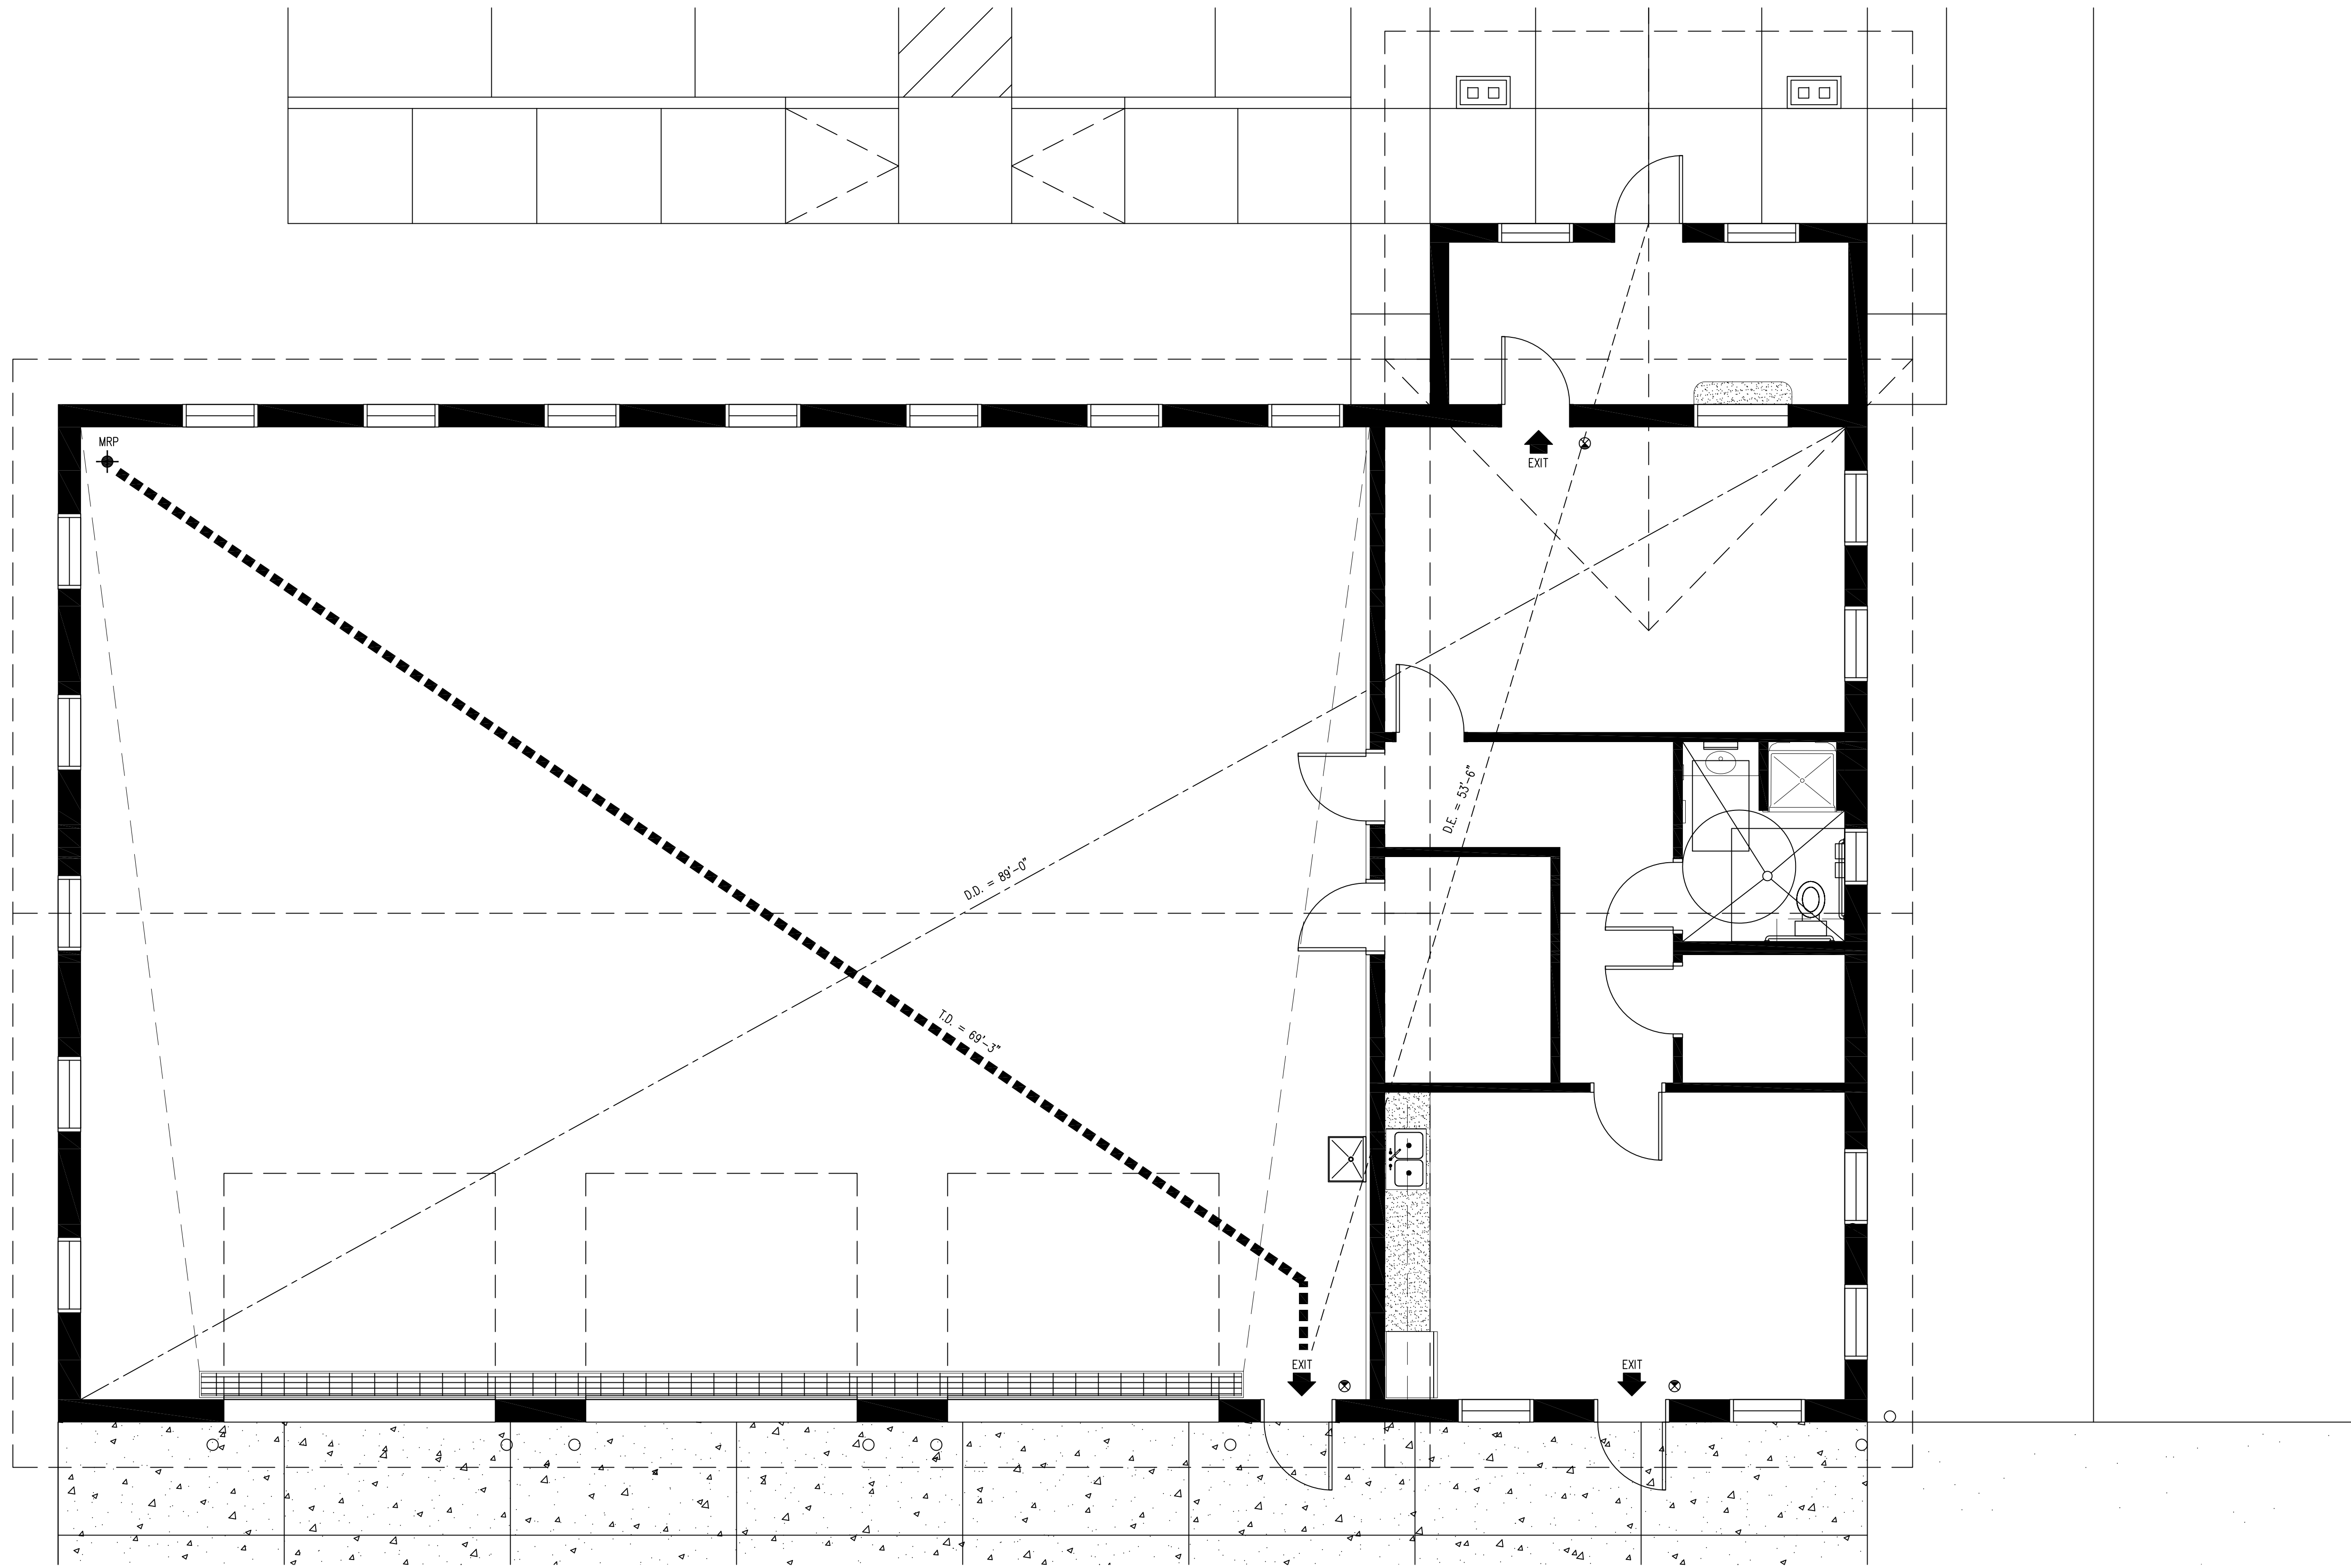 MRP
EXIT
D.E. = 53'-6"
D.D. = 89'-0"
T.D. = 69'-3"
EXIT
EXIT